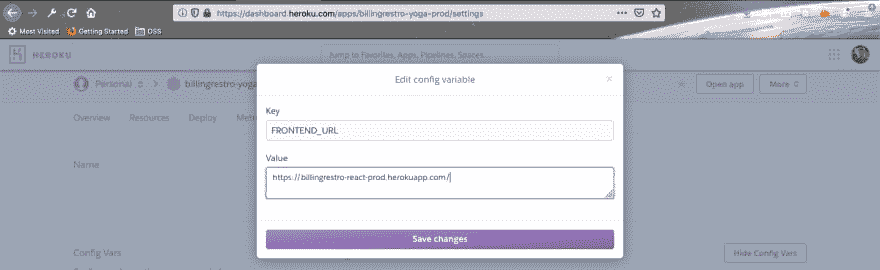 https://dashboard.heroku.com/apps/billingrestro-yoga-prod/settings
Most Visited Getting Started OSS
HEROKU Jump to Favorites, Apps, Pipelines, Spaces...
Personal billingrestro-yoga Open app More
Edit config variable
Overview Resources Deploy
Key
FRONTEND_URL
Value
https://billingrestro-react-prod.herokuapp.com/
Name
Save changes
Config Vars Hide Config Vars